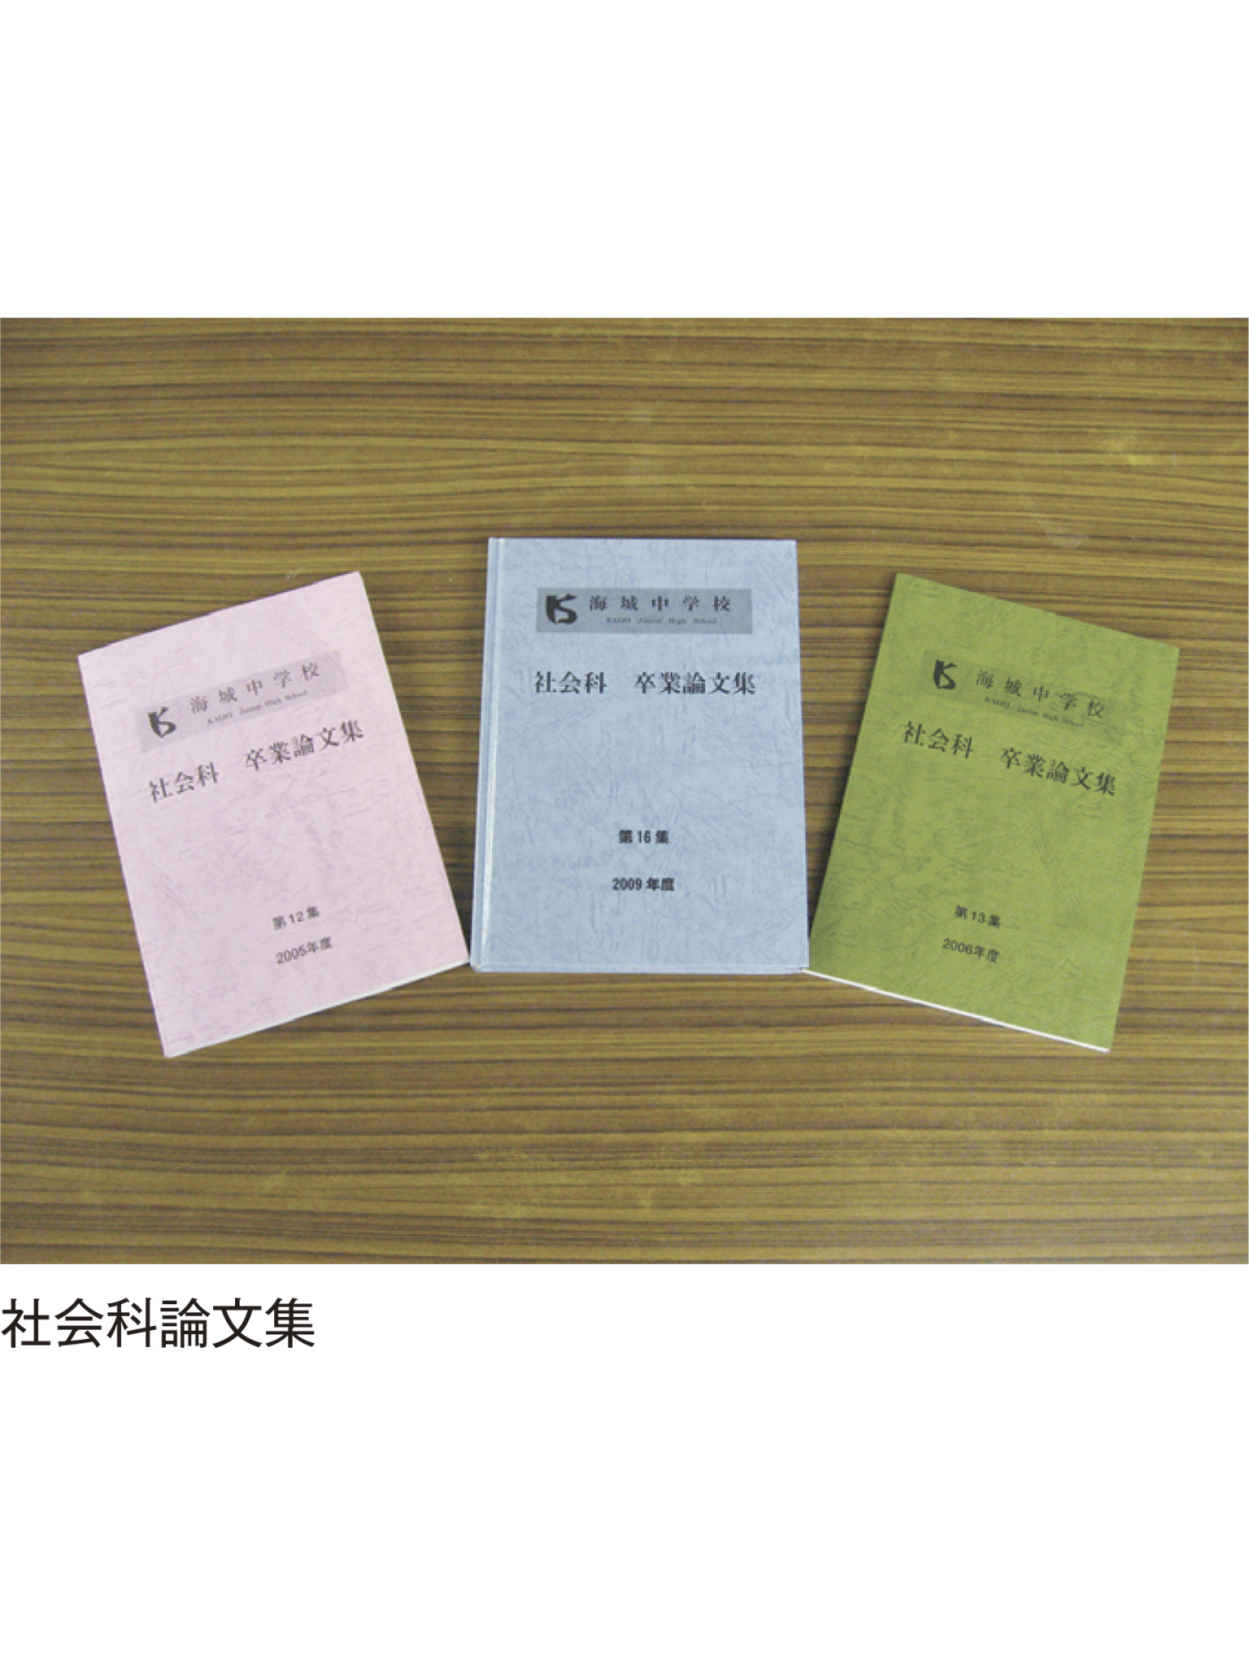 海城中学校
KAIJO Junior High School
社会科 卒業論文集
第12集
2005年度
海城中学校
KAIJO Junior High School
社会科 卒業論文集
第16集
2009年度
海城中学校
KAIJO Junior High School
社会科 卒業論文集
第13集
2006年度
社会科論文集